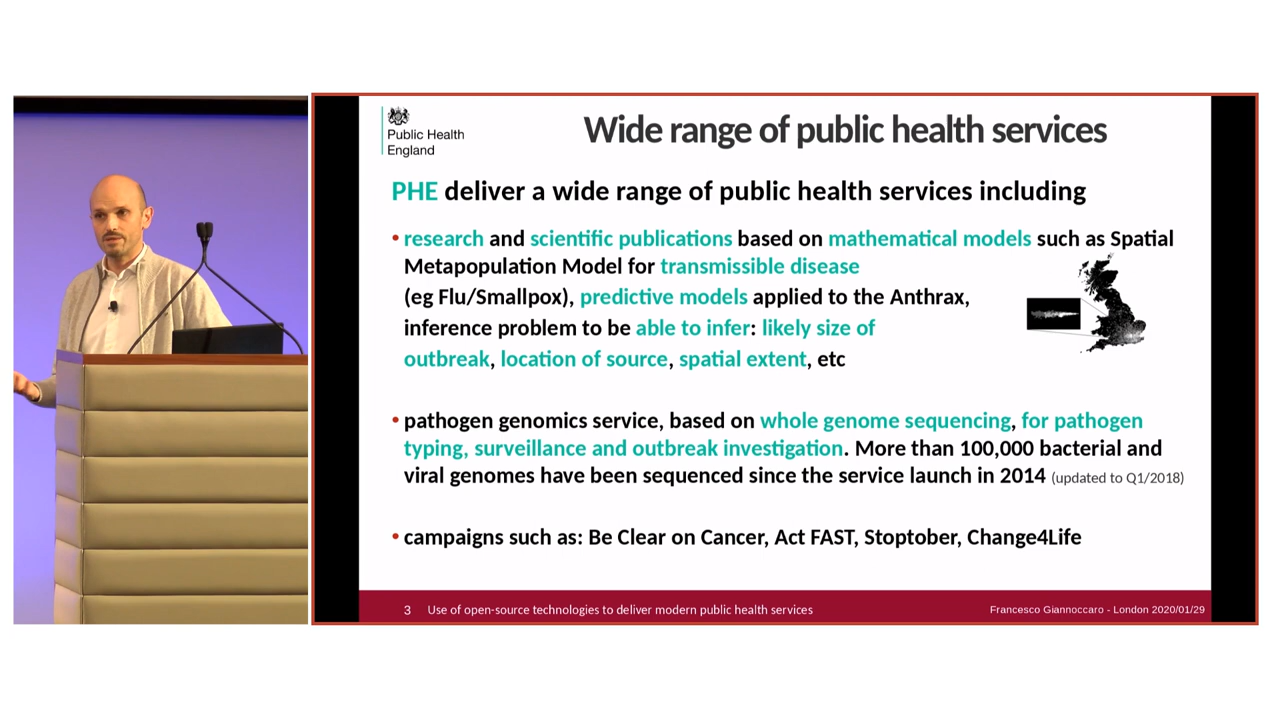 Public Health
England
Wide range of public health services
PHE deliver a wide range of public health services including
• research and scientific publications based on mathematical models such as Spatial
Metapopulation Model for transmissible disease
(eg Flu/Smallpox), predictive models applied to the Anthrax,
inference problem to be able to infer: likely size of
outbreak, location of source, spatial extent, etc
• pathogen genomics service, based on whole genome sequencing, for pathogen
typing, surveillance and outbreak investigation. More than 100,000 bacterial and
viral genomes have been sequenced since the service launch in 2014 (updated to Q1/2018)
• campaigns such as: Be Clear on Cancer, Act FAST, Stoptober, Change4Life
3 Use of open-source technologies to deliver modern public health services Francesco Giannoccaro - London 2020/01/29